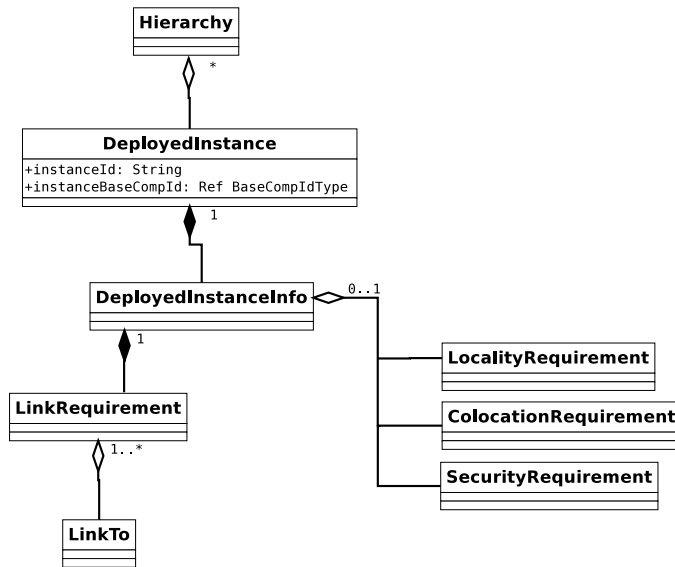 Hierarchy
*
DeployedInstance
+instanceId: String
+instanceBaseCompId: Ref BaseCompIdType
1
DeployedInstanceInfo
0..1
1
LocalityRequirement
LinkRequirement
ColocationRequirement
1..*
SecurityRequirement
LinkTo